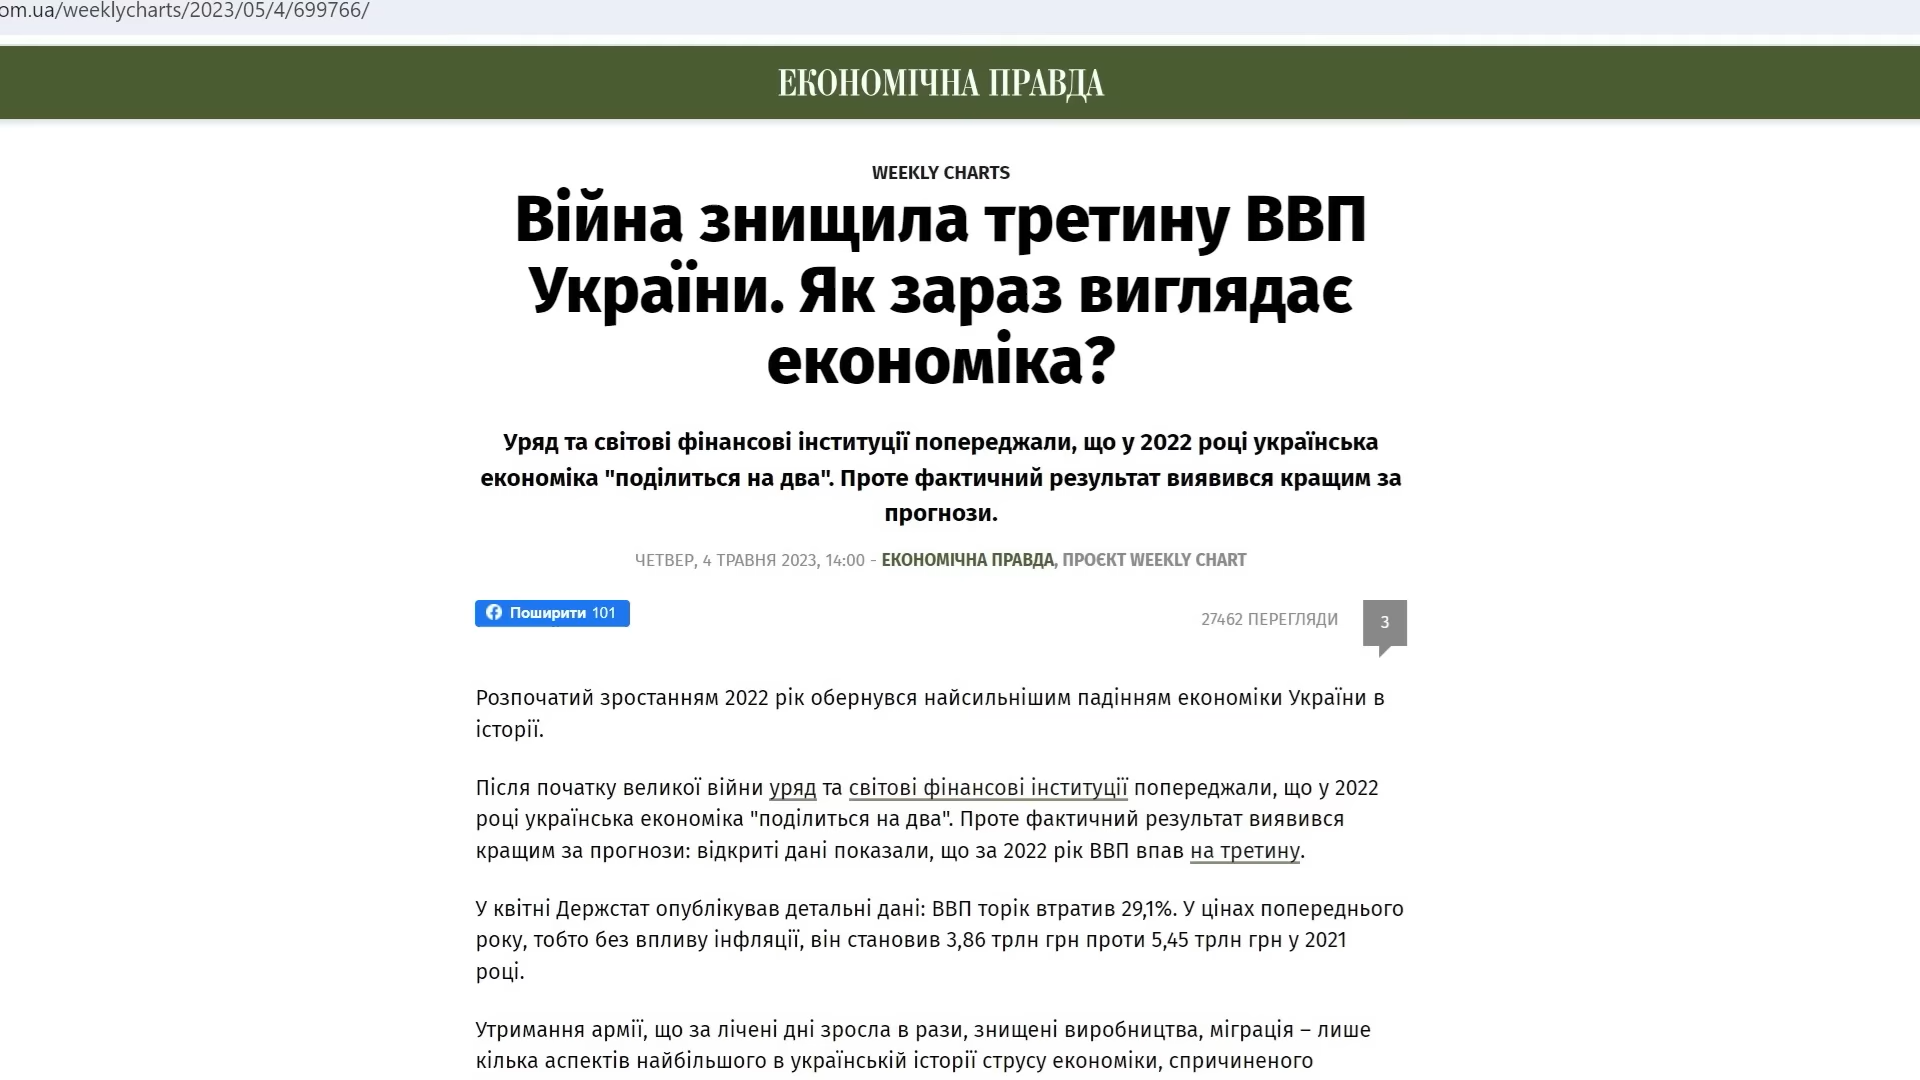 om.ua/weeklycharts/2023/05/4/699766/
ЕКОНОМІЧНА ПРАВДА
WEEKLY CHARTS
Війна знищила третину ВВП
України. Як зараз виглядає
економіка?
Уряд та світові фінансові інституції попереджали, що у 2022 році українська
економіка "поділиться на два". Проте фактичний результат виявився кращим за
прогнози.
ЧЕТВЕР, 4 ТРАВНЯ 2023, 14:00 - ЕКОНОМІЧНА ПРАВДА, ПРОЄКТ WEEKLY CHART
Поширити 101
27462 ПЕРЕГЛЯДИ
3
Розпочатий зростанням 2022 рік обернувся найсильнішим падінням економіки України в
історії.
Після початку великої війни уряд та світові фінансові інституції попереджали, що у 2022
році українська економіка "поділиться на два". Проте фактичний результат виявився
кращим за прогнози: відкриті дані показали, що за 2022 рік ВВП впав на третину.
У квітні Держстат опублікував детальні дані: ВВП торік втратив 29,1%. У цінах попереднього
року, тобто без впливу інфляції, він становив 3,86 трлн грн проти 5,45 трлн грн у 2021
році.
Утримання армії, що за лічені дні зросла в рази, знищені виробництва, міграція – лише
кілька аспектів найбільшого в українській історії струсу економіки, спричиненого